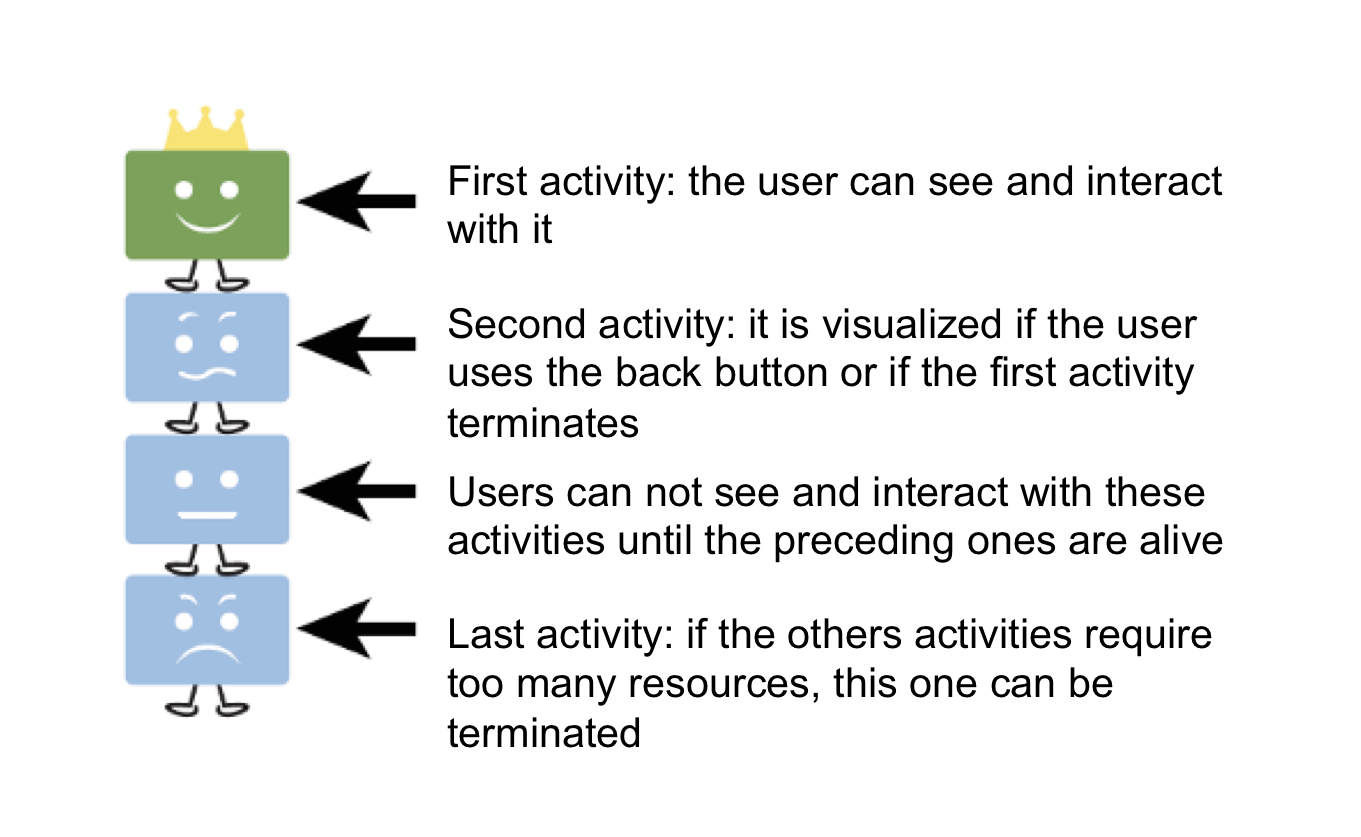 First activity: the user can see and interact
with it
Second activity: it is visualized if the user
uses the back button or if the first activity
terminates
Users can not see and interact with these
activities until the preceding ones are alive
Last activity: if the others activities require
too many resources, this one can be
terminated